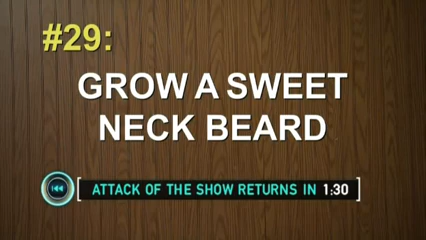 #29:
GROW A SWEET
NECK BEARD
ATTACK OF THE SHOW RETURNS IN 1:30